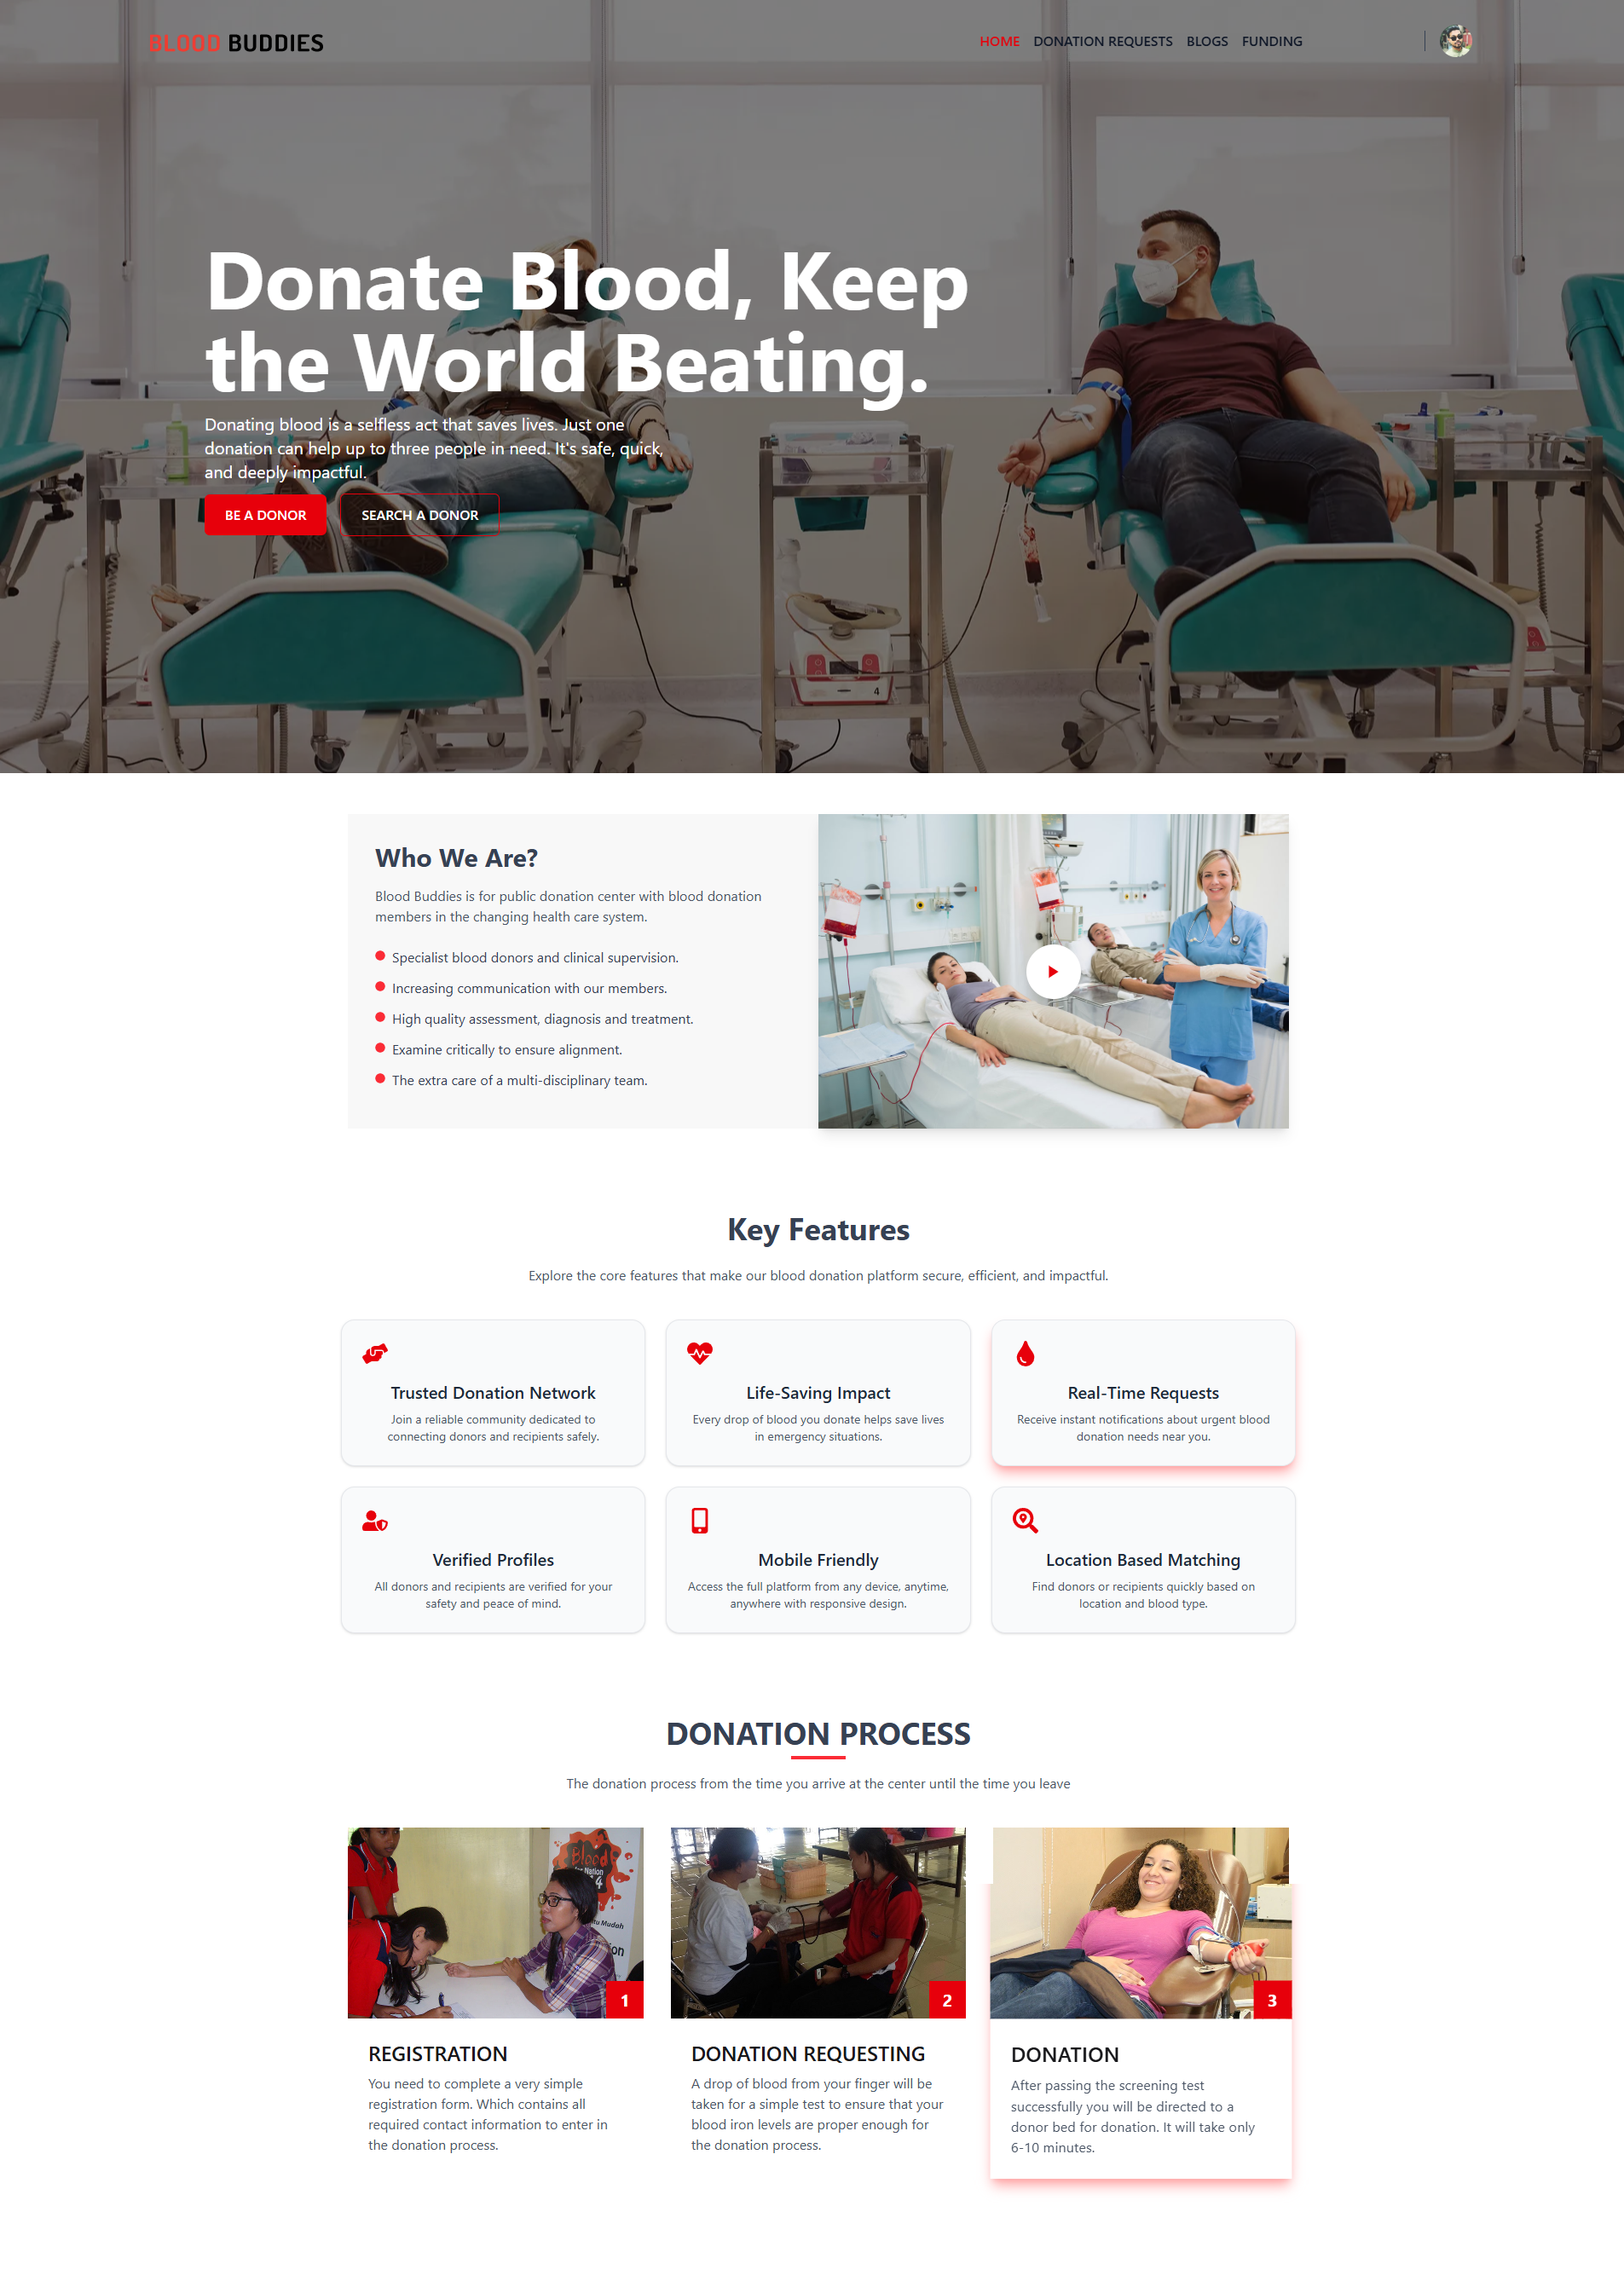 BLOOD BUDDIES
HOME DONATION REQUESTS BLOGS FUNDING
Donate Blood, Keep
the World Beating.
Donating blood is a selfless act that saves lives. Just one
donation can help up to three people in need. It's safe, quick,
and deeply impactful.
BE A DONOR SEARCH A DONOR
4
Who We Are?
Blood Buddies is for public donation center with blood donation
members in the changing health care system.
Specialist blood donors and clinical supervision.
Increasing communication with our members.
High quality assessment, diagnosis and treatment.
Examine critically to ensure alignment.
The extra care of a multi-disciplinary team.
Key Features
Explore the core features that make our blood donation platform secure, efficient, and impactful.
Trusted Donation Network
Join a reliable community dedicated to
connecting donors and recipients safely.
Life-Saving Impact
Every drop of blood you donate helps save lives
in emergency situations.
Real-Time Requests
Receive instant notifications about urgent blood
donation needs near you.
Verified Profiles
All donors and recipients are verified for your
safety and peace of mind.
Mobile Friendly
Access the full platform from any device, anytime,
anywhere with responsive design.
Location Based Matching
Find donors or recipients quickly based on
location and blood type.
DONATION PROCESS
The donation process from the time you arrive at the center until the time you leave
Blood
Nation
4
Mudah
1
REGISTRATION
You need to complete a very simple
registration form. Which contains all
required contact information to enter in
the donation process.
2
DONATION REQUESTING
A drop of blood from your finger will be
taken for a simple test to ensure that your
blood iron levels are proper enough for
the donation process.
3
DONATION
After passing the screening test
successfully you will be directed to a
donor bed for donation. It will take only
6-10 minutes.